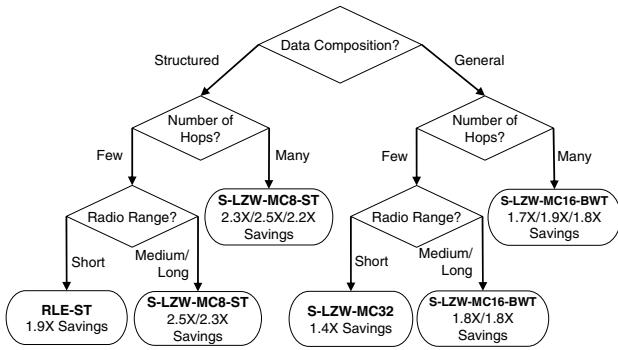 Data Composition?
Structured
General
Number of
Hops?
Number of
Hops?
Few
Many
Few
Many
S-LZW-MC8-ST
2.3X/2.5X/2.2X
Savings
S-LZW-MC16-BWT
1.7X/1.9X/1.8X
Savings
Radio Range?
Radio Range?
Short
Medium/
Long
Short
Medium/
Long
RLE-ST
1.9X Savings
S-LZW-MC8-ST
2.5X/2.3X
Savings
S-LZW-MC32
1.4X Savings
S-LZW-MC16-BWT
1.8X/1.8X
Savings